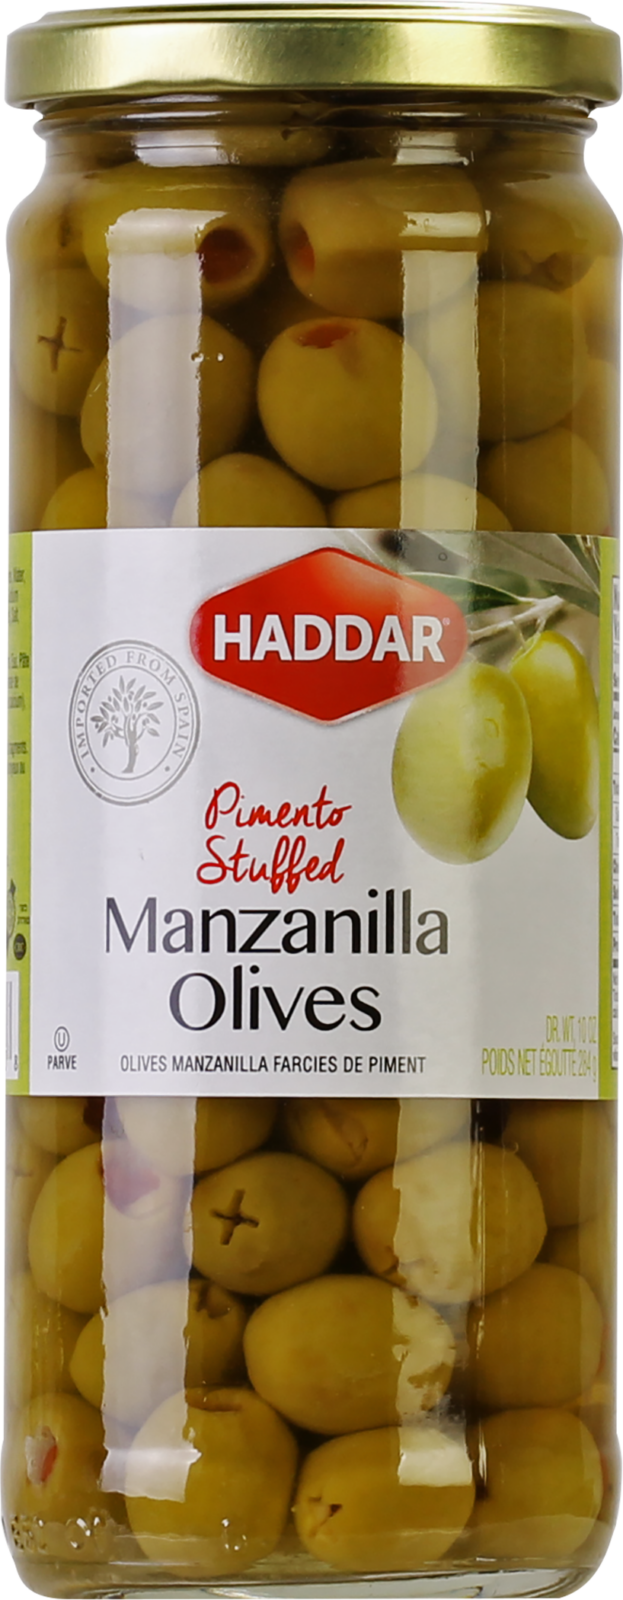 HADDAR®
IMPORTED FROM SPAIN
Pimento
Stuffed
Manzanilla
Olives
U
PARVE
OLIVES MANZANILLA FARCIES DE PIMENT
DR. WT. 10 OZ
POIDS NET ÉGOUTTÉ 284 g